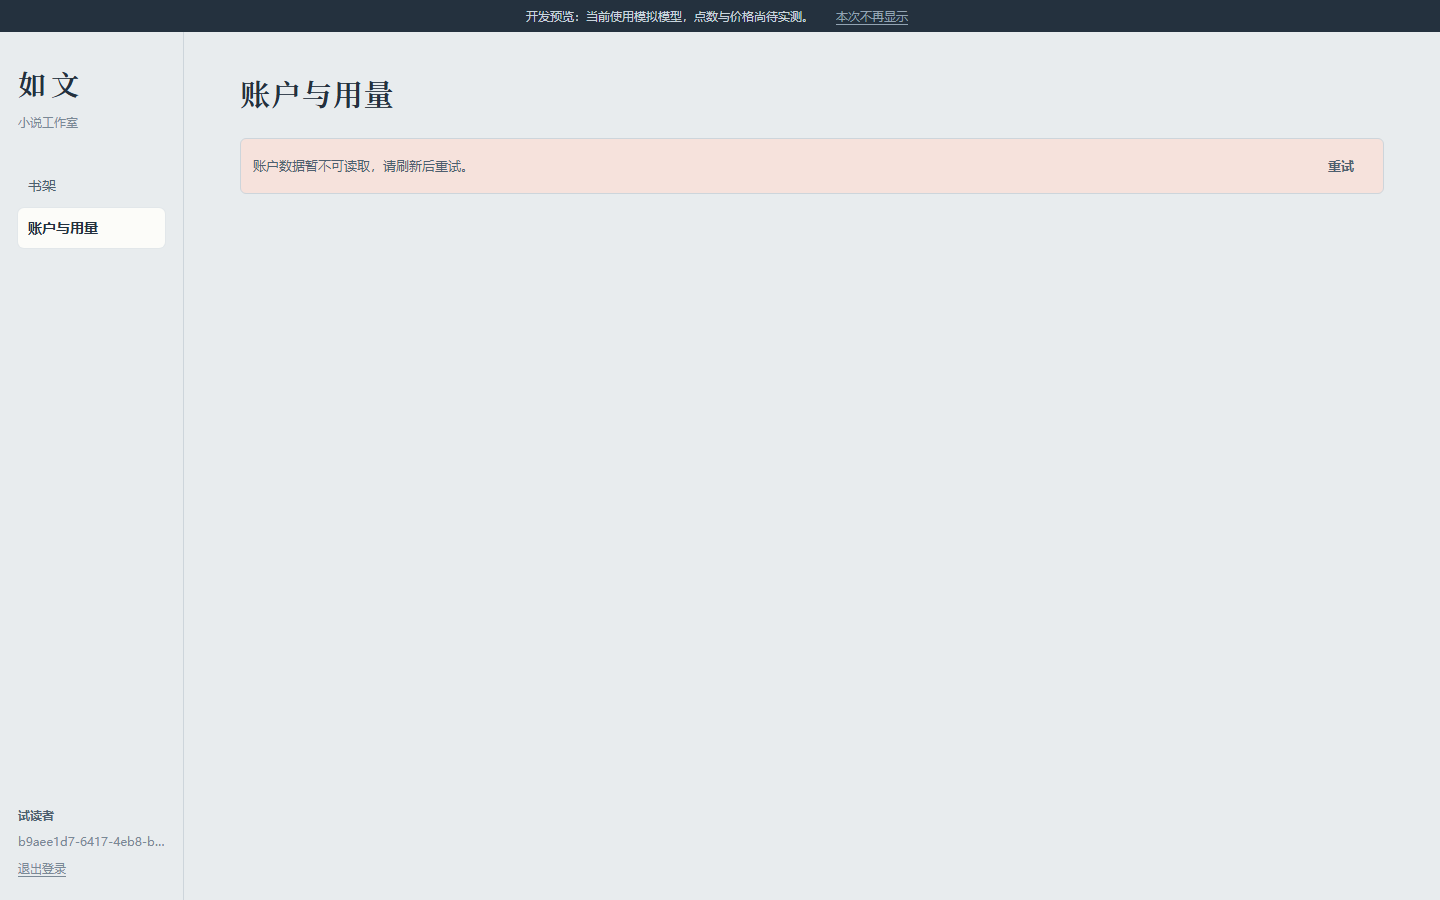 开发预览：当前使用模拟模型，点数与价格尚待实测。 本次不再显示
如文
小说工作室
书架
账户与用量
账户与用量
账户数据暂不可读取，请刷新后重试。 重试
试读者
b9aee1d7-6417-4eb8-b...
退出登录